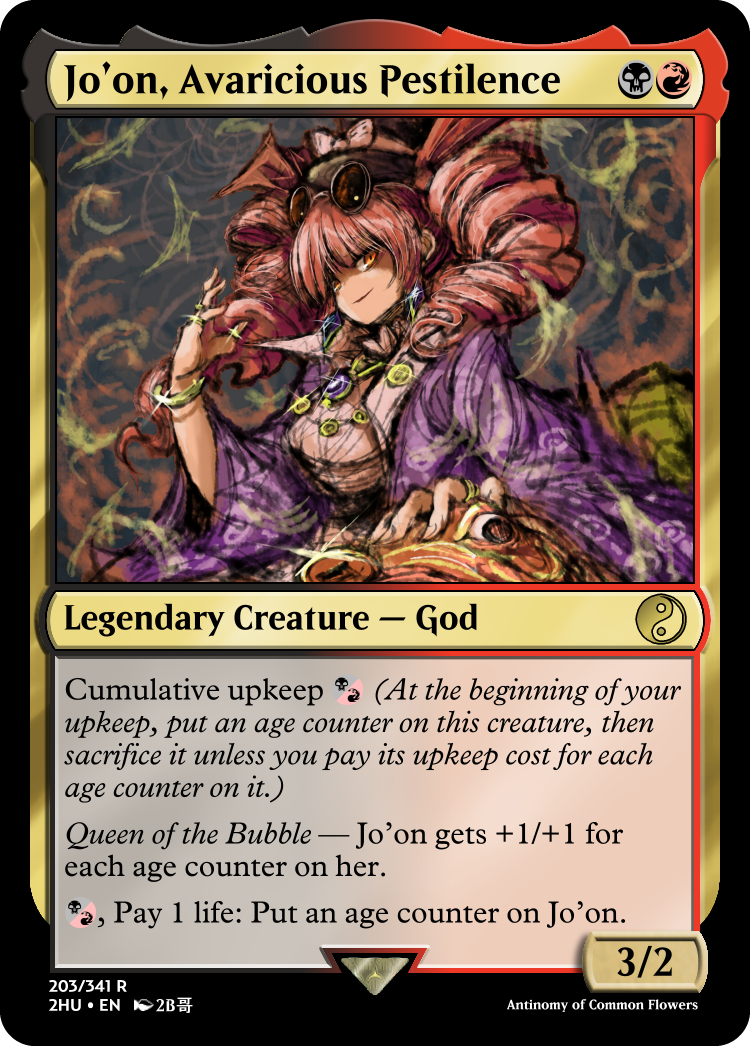 Jo'on, Avaricious Pestilence
Legendary Creature — God
Cumulative upkeep (At the beginning of your
upkeep, put an age counter on this creature, then
sacrifice it unless you pay its upkeep cost for each
age counter on it.)
Queen of the Bubble — Jo'on gets +1/+1 for
each age counter on her.
, Pay 1 life: Put an age counter on Jo'on.
3/2
203/341 R
2HU • EN 2B哥
Antinomy of Common Flowers